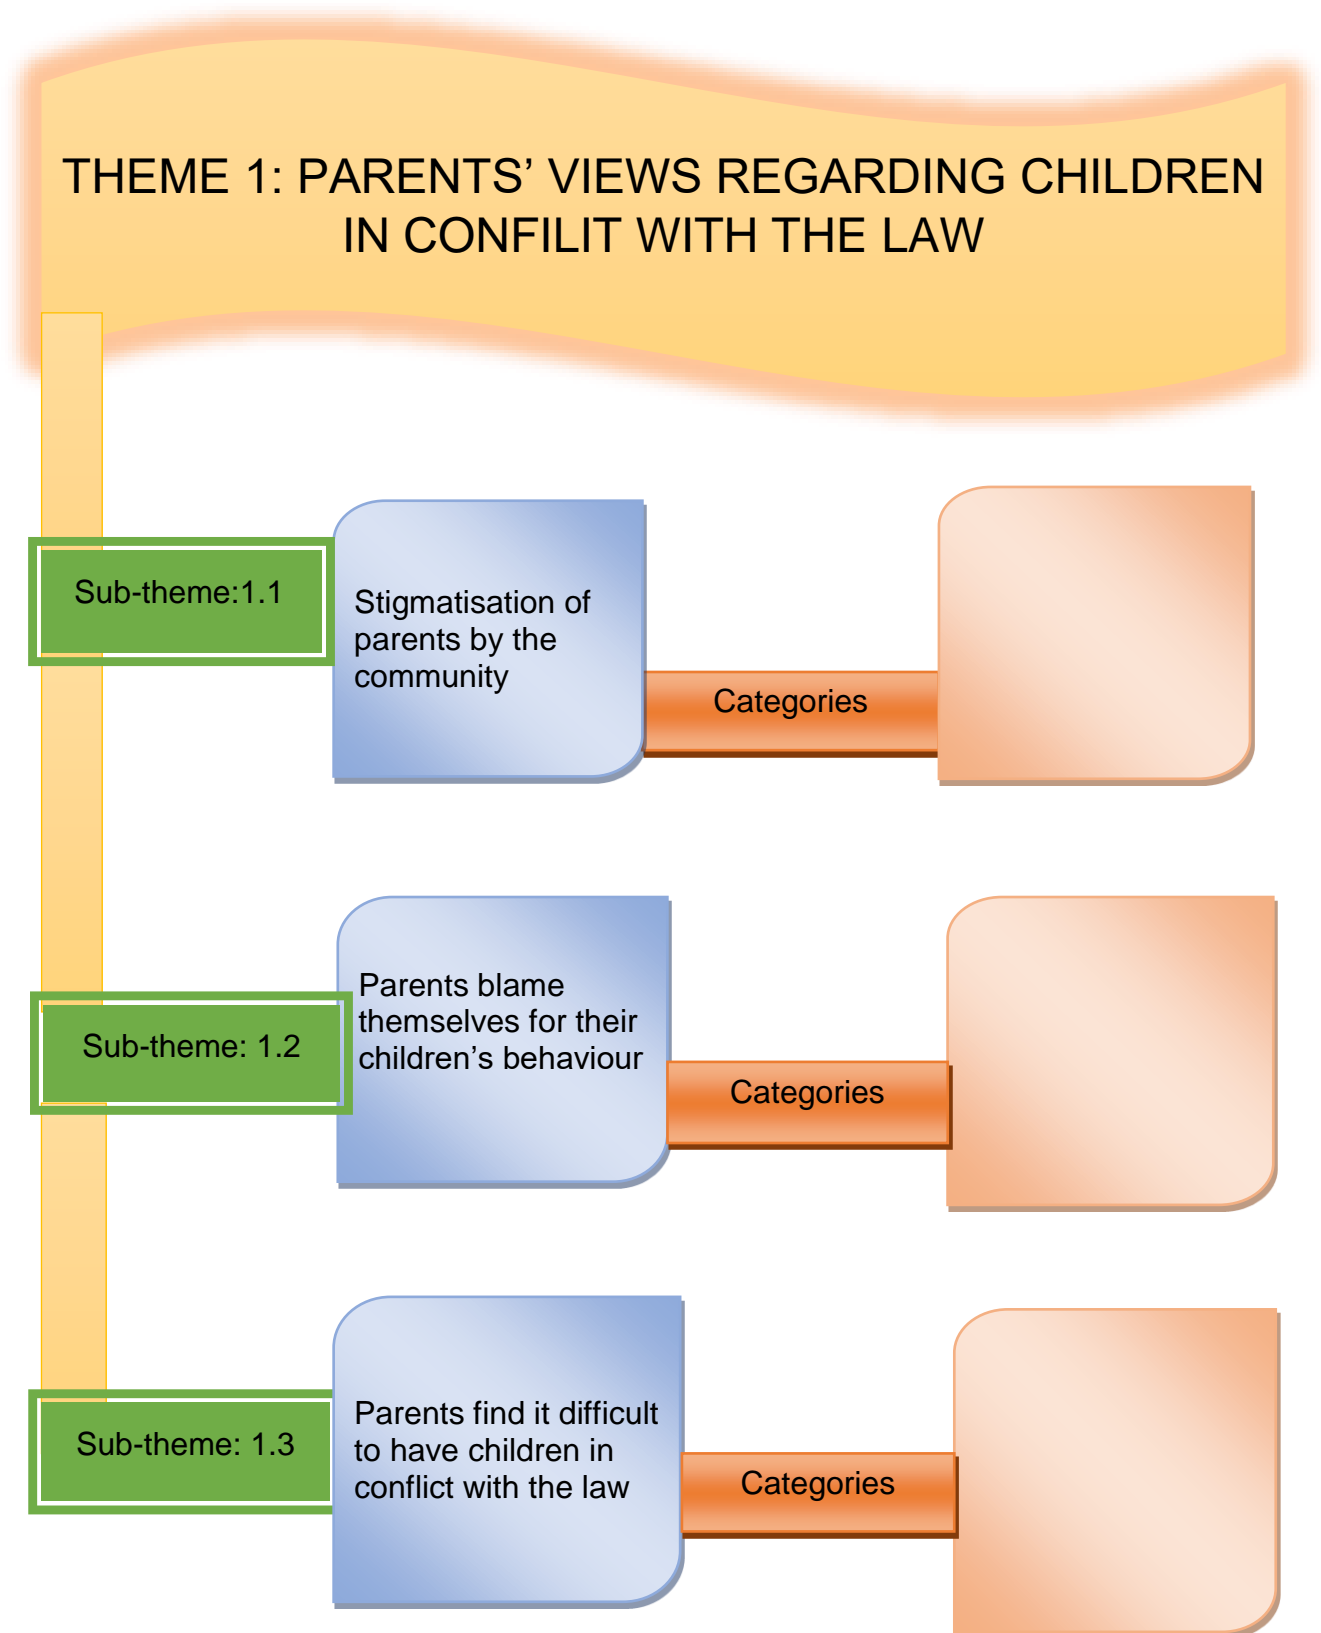 THEME 1: PARENTS’ VIEWS REGARDING CHILDREN
IN CONFILIT WITH THE LAW
Sub-theme:1.1
Stigmatisation of
parents by the
community
Categories
Sub-theme: 1.2
Parents blame
themselves for their
children’s behaviour
Categories
Sub-theme: 1.3
Parents find it difficult
to have children in
conflict with the law
Categories